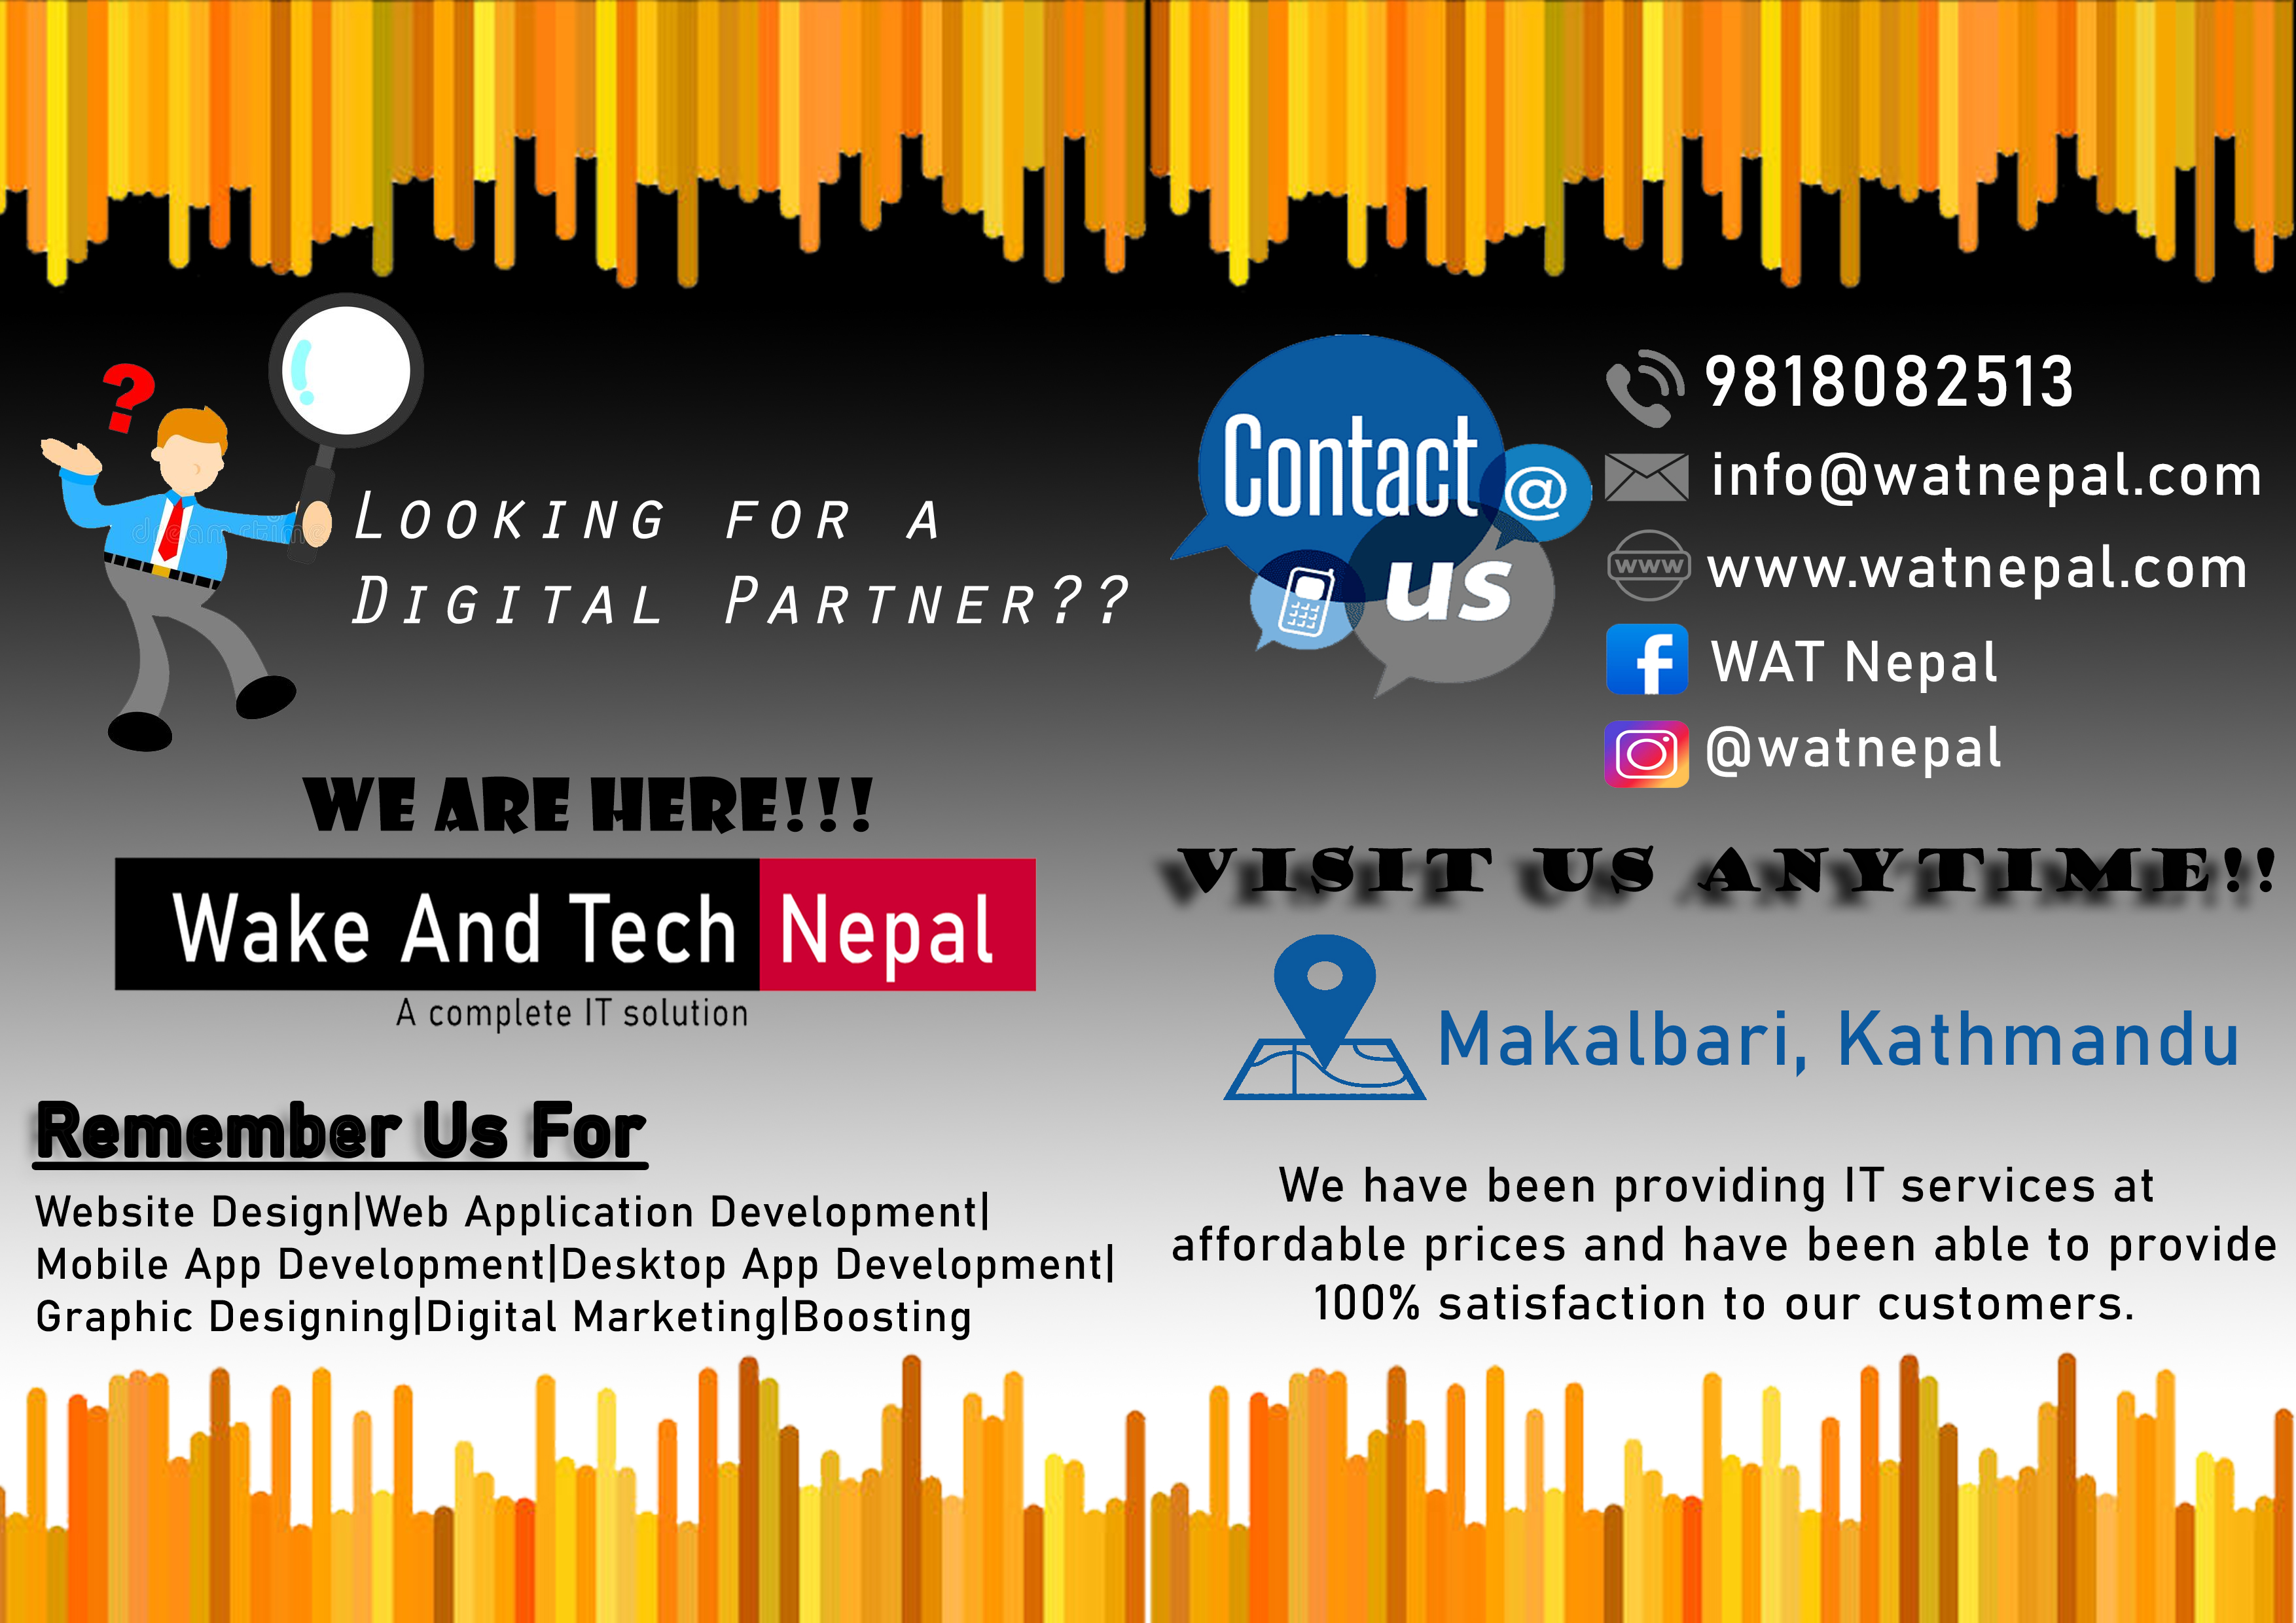 Looking for a
Digital Partner??
WE ARE HERE!!!
Wake And Tech Nepal
A complete IT solution
Remember Us For
Website Design|Web Application Development|
Mobile App Development|Desktop App Development|
Graphic Designing|Digital Marketing|Boosting
Contact
@
us
9818082513
info@watnepal.com
www
www.watnepal.com
f
WAT Nepal
@watnepal
VISIT US ANYTIME!!
Makalbari, Kathmandu
We have been providing IT services at
affordable prices and have been able to provide
100% satisfaction to our customers.